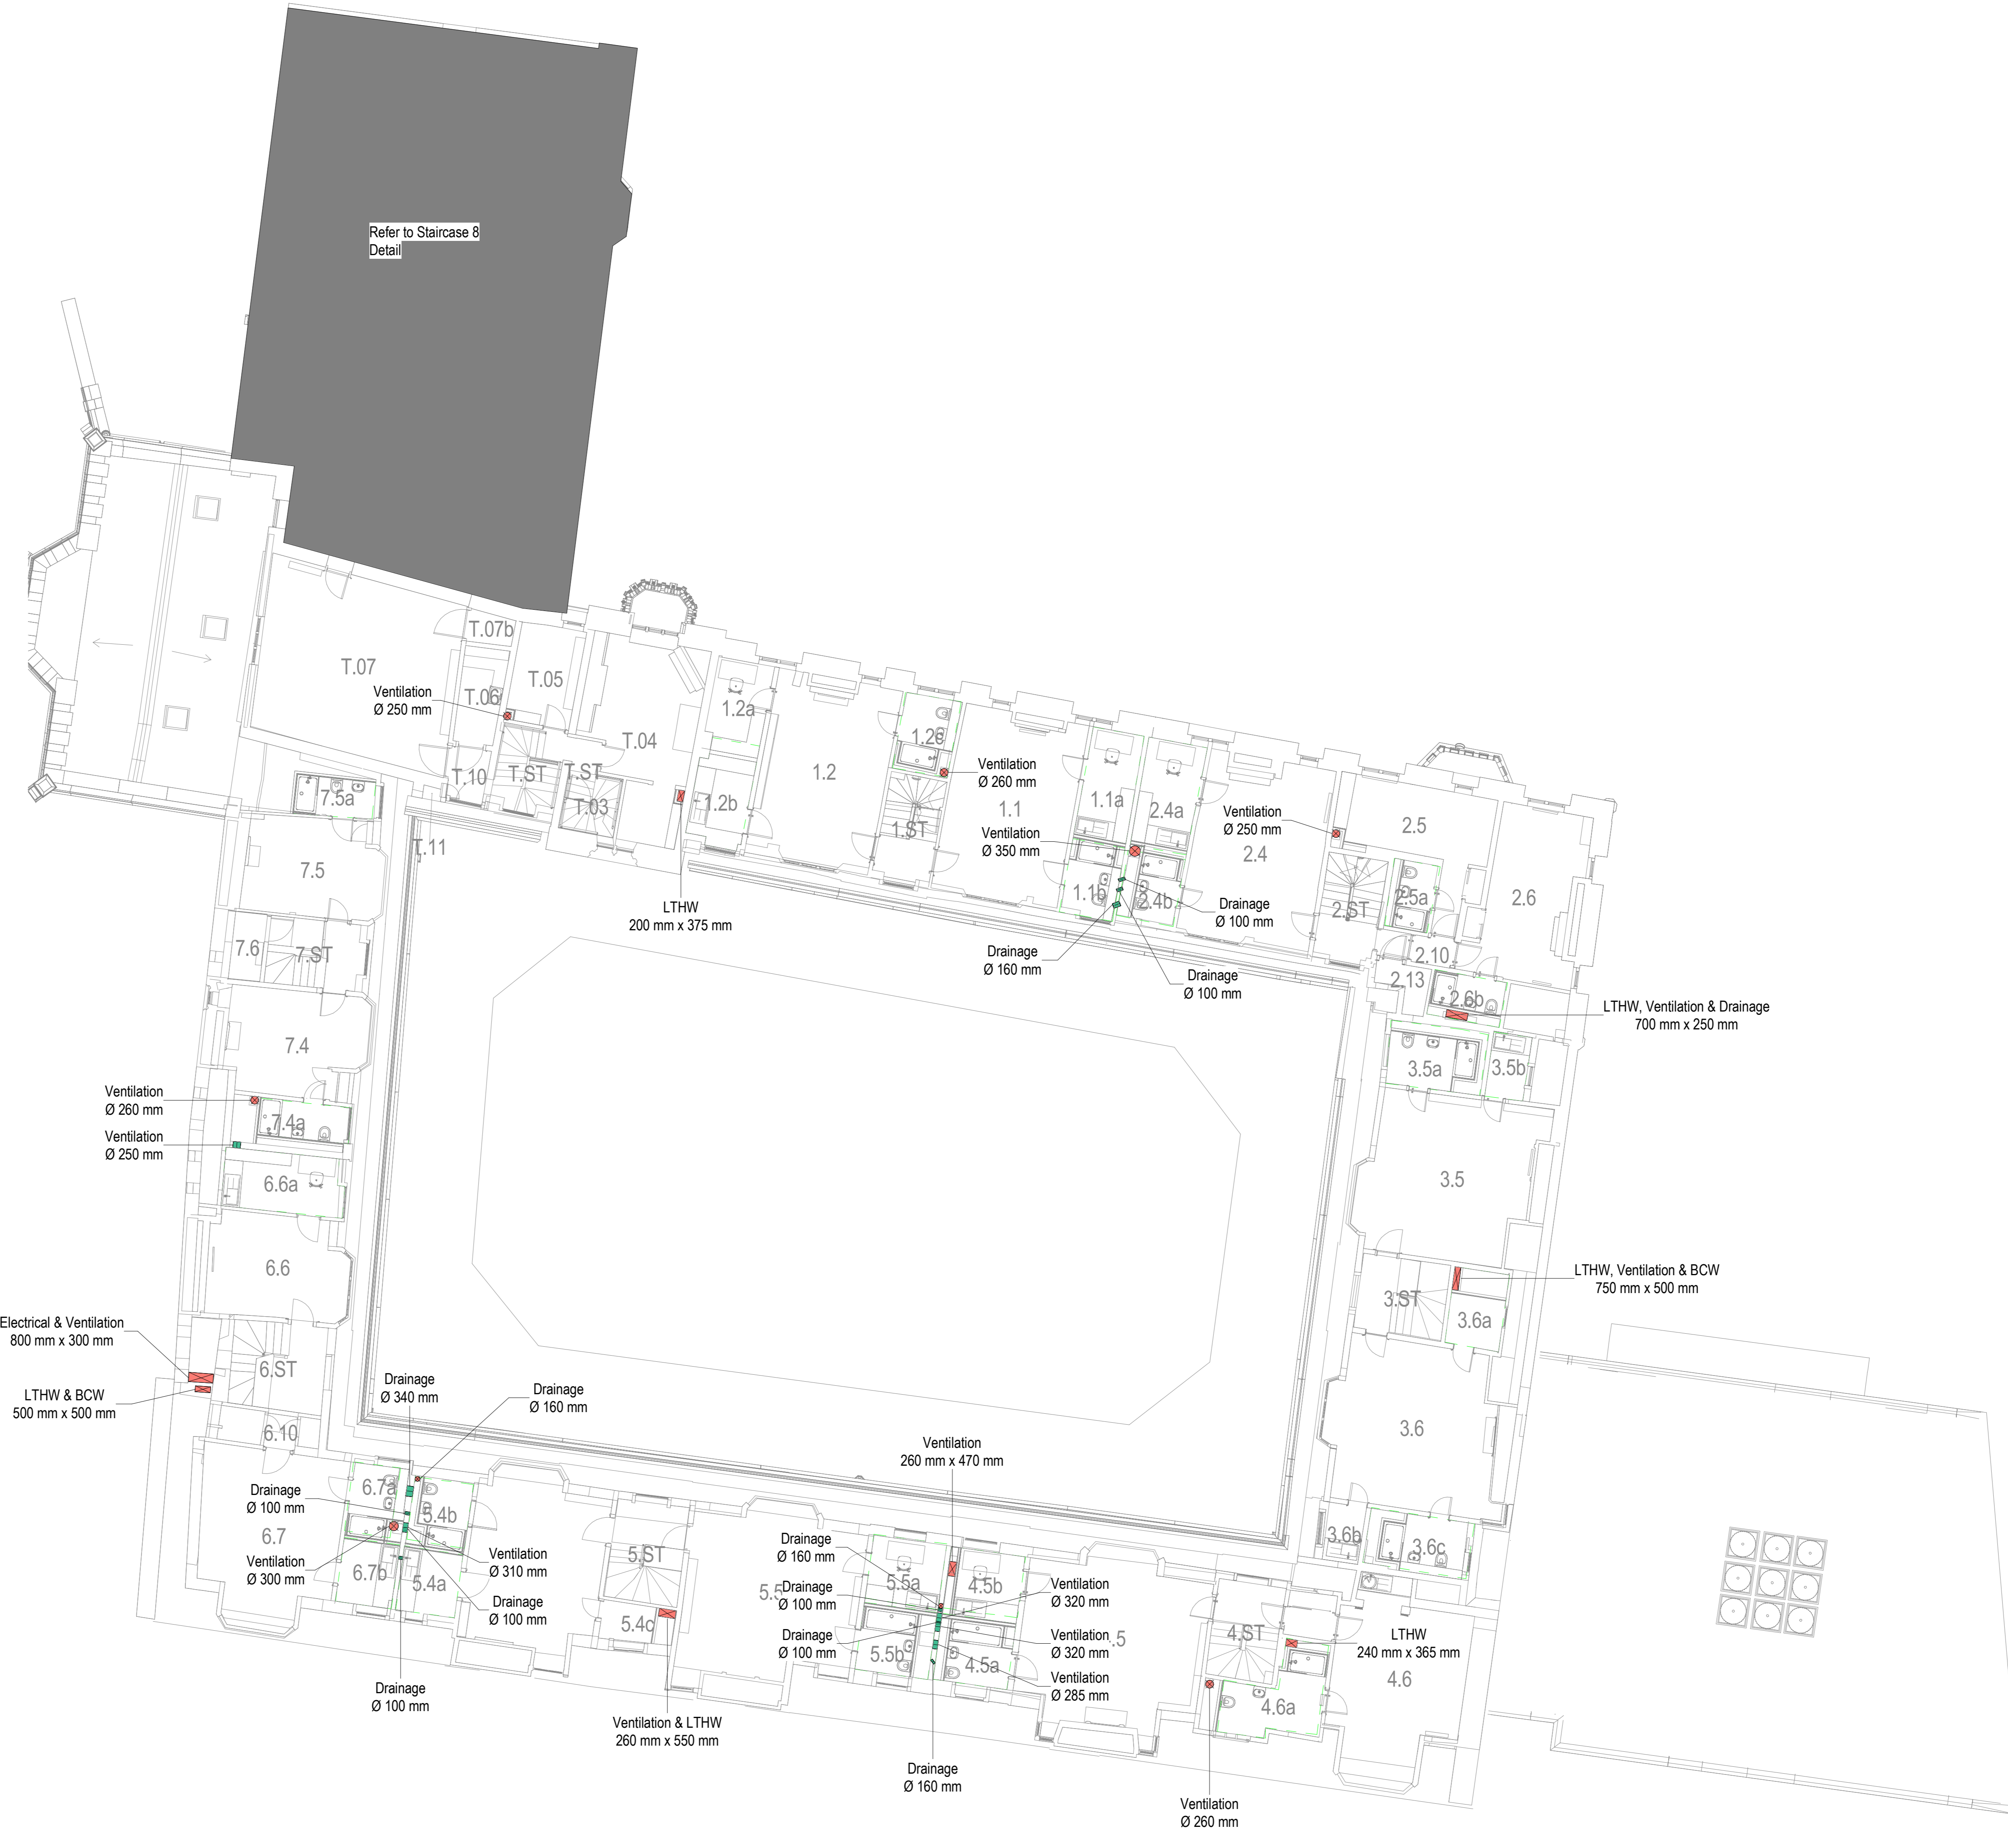 Refer to Staircase 8
Detail
T.07b
T.07
T.06
T.05
Ventilation
Ø 250 mm
T.04
1.2a
1.2
1.2c
Ventilation
Ø 260 mm
T.10
T.ST
T.ST
T.03
1.2b
1.ST
1.1
1.1a
2.4a
Ventilation
Ø 350 mm
Ventilation
Ø 250 mm
2.4
2.5
2.6
7.5a
T.11
7.5
1.1b
2.4b
2.5a
2.ST
LTHW
200 mm x 375 mm
Drainage
Ø 100 mm
Drainage
Ø 160 mm
Drainage
Ø 100 mm
7.6
7.ST
2.10
2.13
2.6b
LTHW, Ventilation & Drainage
700 mm x 250 mm
7.4
3.5a
3.5b
Ventilation
Ø 260 mm
7.4a
Ventilation
Ø 250 mm
6.6a
3.5
6.6
LTHW, Ventilation & BCW
750 mm x 500 mm
3.ST
3.6a
Electrical & Ventilation
800 mm x 300 mm
6.ST
LTHW & BCW
500 mm x 500 mm
Drainage
Ø 340 mm
Drainage
Ø 160 mm
6.10
3.6
Ventilation
260 mm x 470 mm
6.7a
Drainage
Ø 100 mm
5.4b
6.7
3.6b
3.6c
Drainage
Ø 160 mm
Ventilation
Ø 300 mm
6.7b
5.4a
Ventilation
Ø 310 mm
5.ST
5.5
5.5a
4.5b
Drainage
Ø 100 mm
Ventilation
Ø 320 mm
Drainage
Ø 100 mm
5.4c
Drainage
Ø 100 mm
5.5b
4.5a
Ventilation
Ø 320 mm
.5
4.ST
LTHW
240 mm x 365 mm
4.6
Ventilation
Ø 285 mm
4.6a
Drainage
Ø 100 mm
Ventilation & LTHW
260 mm x 550 mm
Drainage
Ø 160 mm
Ventilation
Ø 260 mm